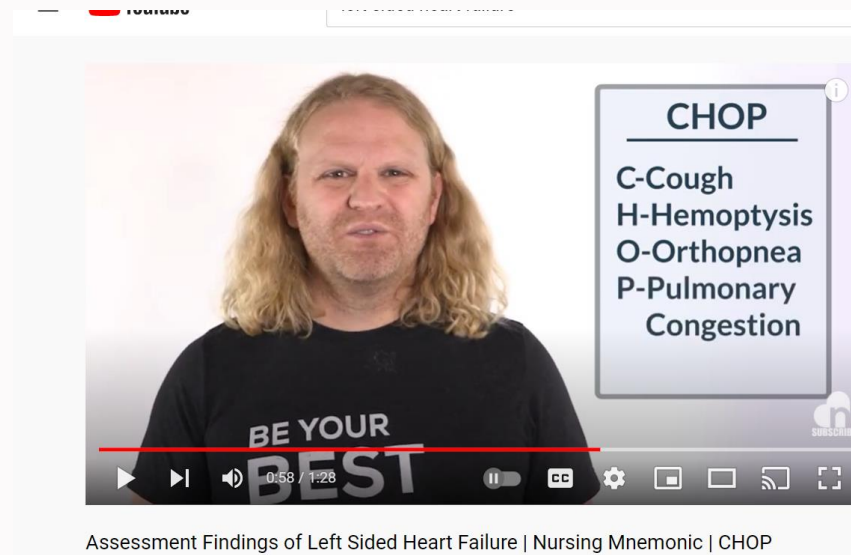 CHOP
C-Cough
H-Hemoptysis
O-Orthopnea
P-Pulmonary
Congestion
BE YOUR
BEST
SUBSCRIB
0:58 / 1:28
CC
Assessment Findings of Left Sided Heart Failure | Nursing Mnemonic | CHOP